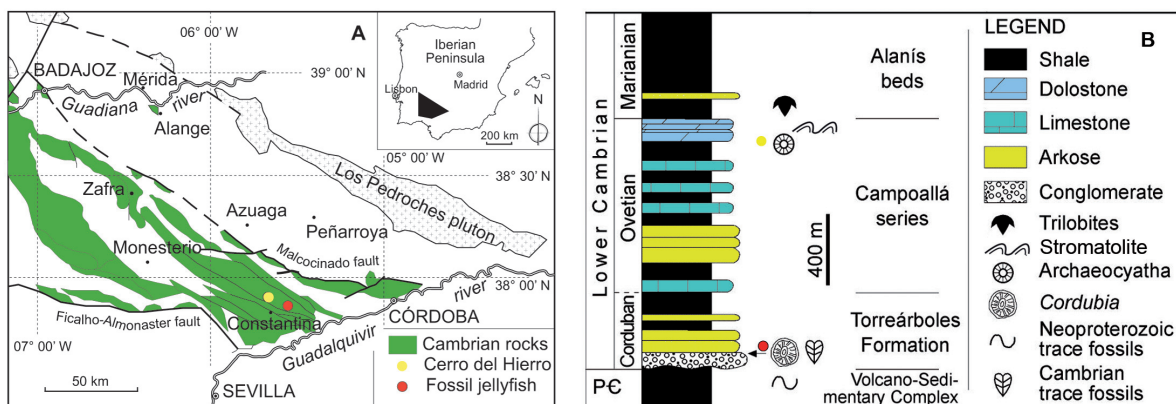 06° 00' W
A
Iberian
Peninsula
Madrid
Lisbon
N
200 km
BADAJOZ
Mérida
39° 00' N
Guadiana
river
Alange
05° 00' W
38° 30' N
Los Pedroches pluton
Zafra
Azuaga
Peñarroya
Monesterio
Malcocinado fault
38° 00' N
river
CÓRDOBA
Constantina
Ficalho-Almonaster fault
Guadalquivir
07° 00' W
50 km
SEVILLA
Cambrian rocks
Cerro del Hierro
Fossil jellyfish
B
Lower Cambrian
Marianian
Ovetian
Corduban
PЄ
Alanís
beds
Campoallá
series
400 m
Torreárboles
Formation
Volcano-Sedi-
mentary Complex
LEGEND
Shale
Dolostone
Limestone
Arkose
Conglomerate
Trilobites
Stromatolite
Archaeocyatha
Cordubia
Neoproterozoic
trace fossils
Cambrian
trace fossils